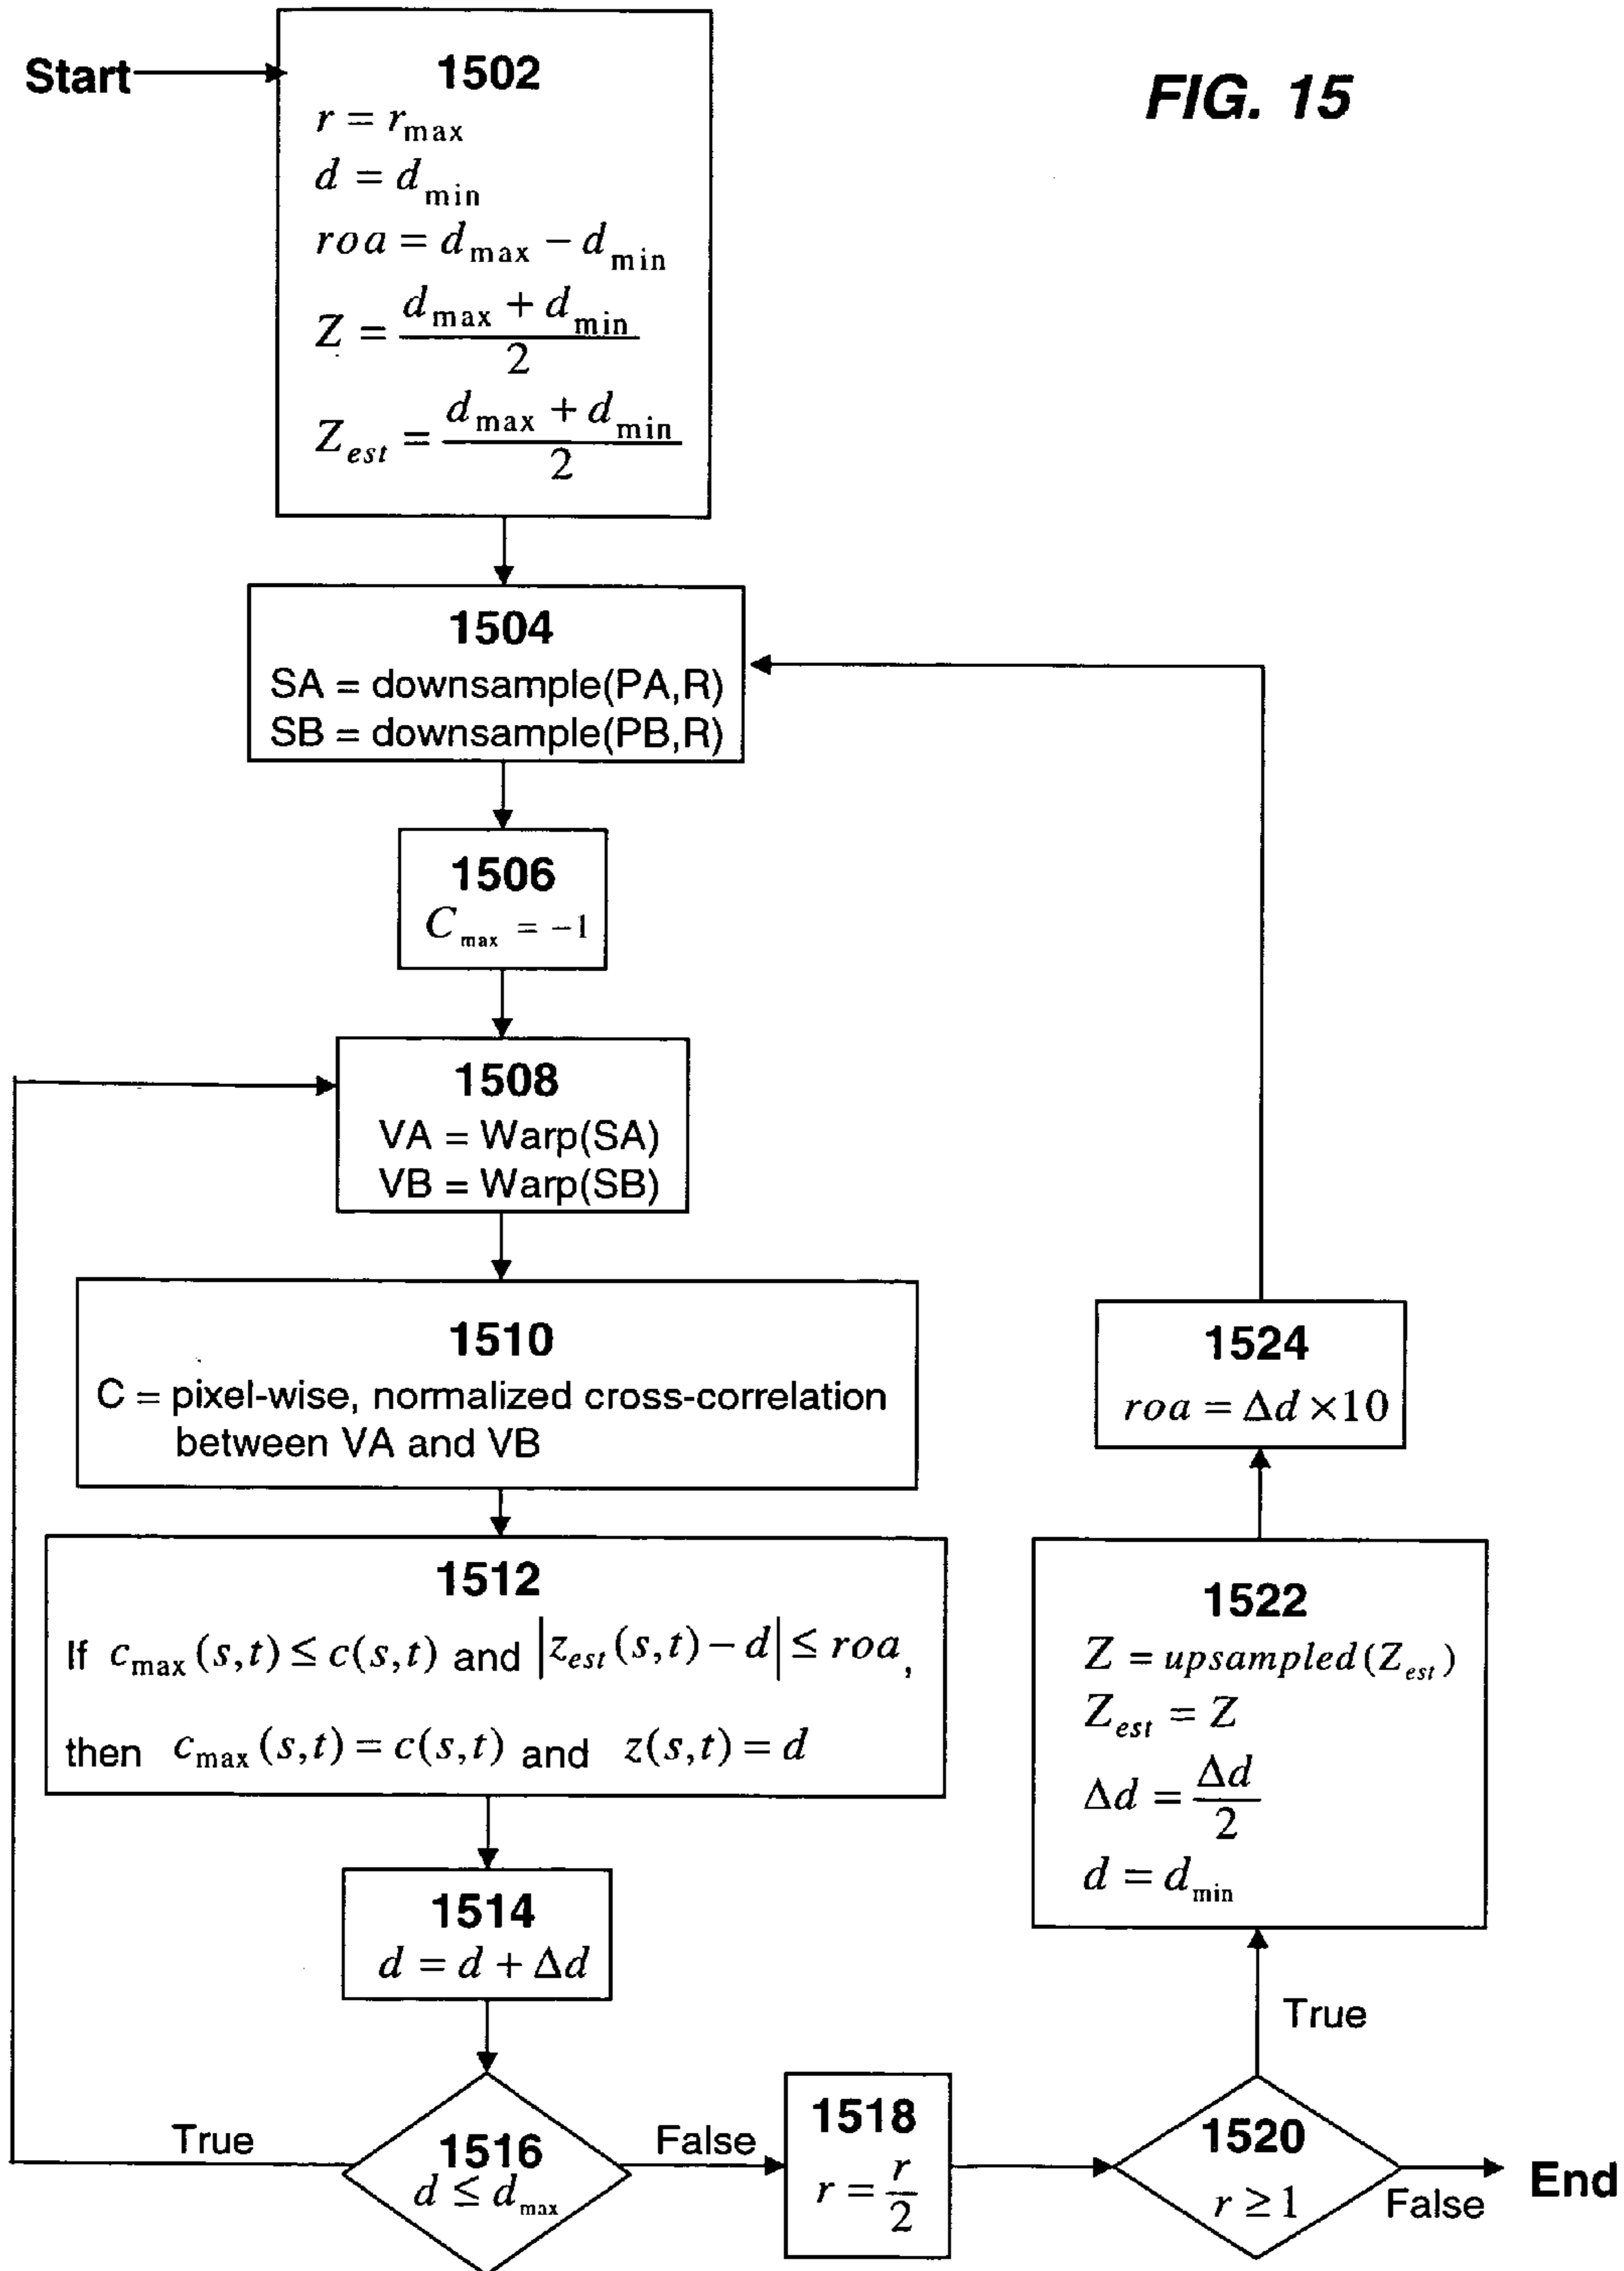 FIG. 15
Start
1502
r = r_max
d = d_min
roa = d_max − d_min
Z = (d_max + d_min) / 2
Z_est = (d_max + d_min) / 2
1504
SA = downsample(PA,R)
SB = downsample(PB,R)
1506
C_max = −1
1508
VA = Warp(SA)
VB = Warp(SB)
1510
C = pixel-wise, normalized cross-correlation
between VA and VB
1512
If c_max(s,t) ≤ c(s,t) and |z_est(s,t) − d| ≤ roa,
then c_max(s,t) = c(s,t) and z(s,t) = d
1514
d = d + Δd
1516
d ≤ d_max
True
False
1518
r = r / 2
1520
r ≥ 1
False
End
True
1522
Z = upsampled(Z_est)
Z_est = Z
Δd = Δd / 2
d = d_min
1524
roa = Δd ×10